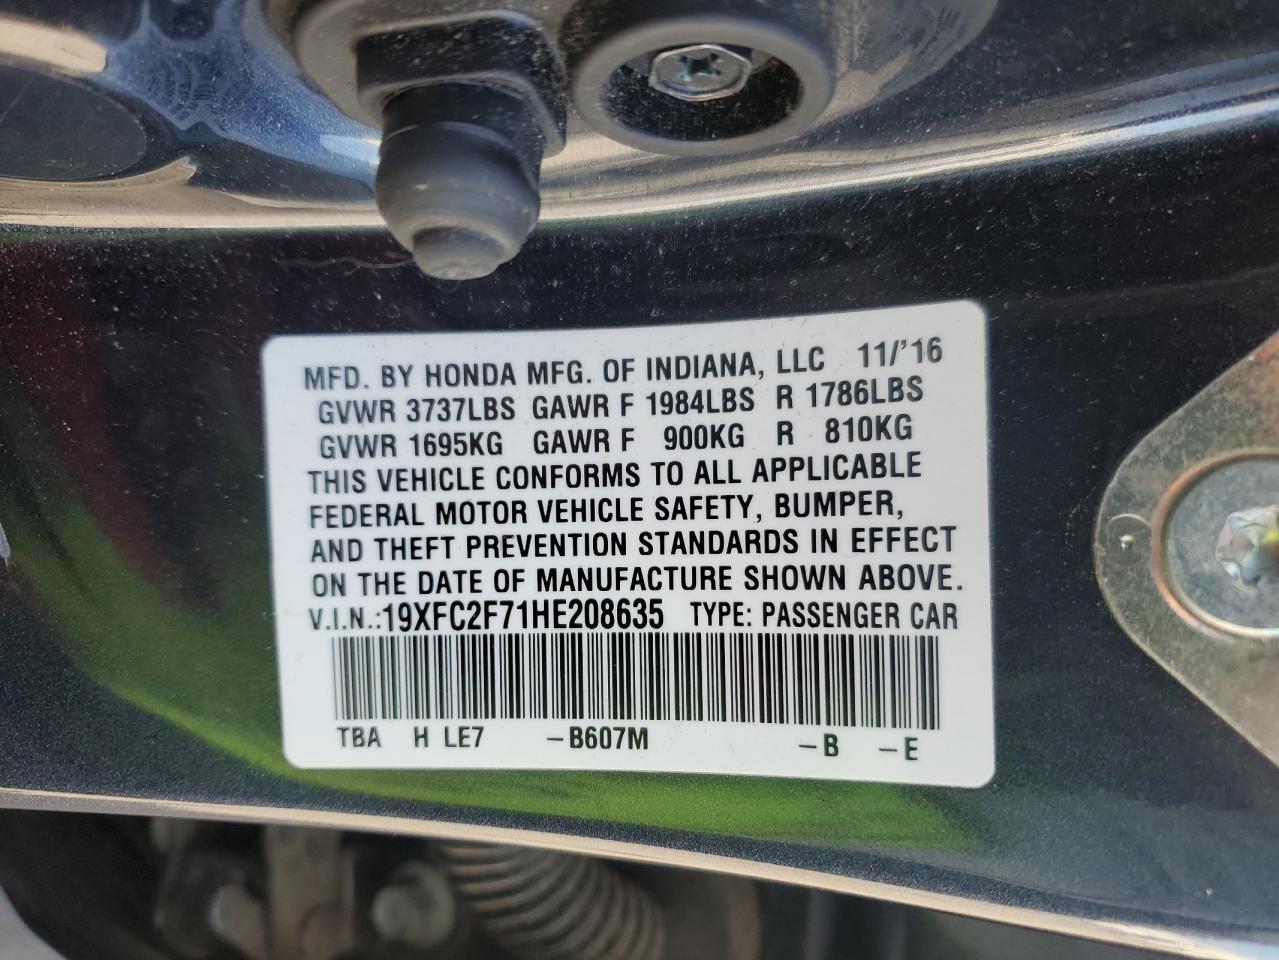 MFD. BY HONDA MFG. OF INDIANA, LLC 11/'16
GVWR 3737LBS GAWR F 1984LBS R 1786LBS
GVWR 1695KG GAWR F 900KG R 810KG
THIS VEHICLE CONFORMS TO ALL APPLICABLE
FEDERAL MOTOR VEHICLE SAFETY, BUMPER,
AND THEFT PREVENTION STANDARDS IN EFFECT
ON THE DATE OF MANUFACTURE SHOWN ABOVE.
V.I.N.:19XFC2F71HE208635 TYPE: PASSENGER CAR
TBA H LE7 –B607M –B –E